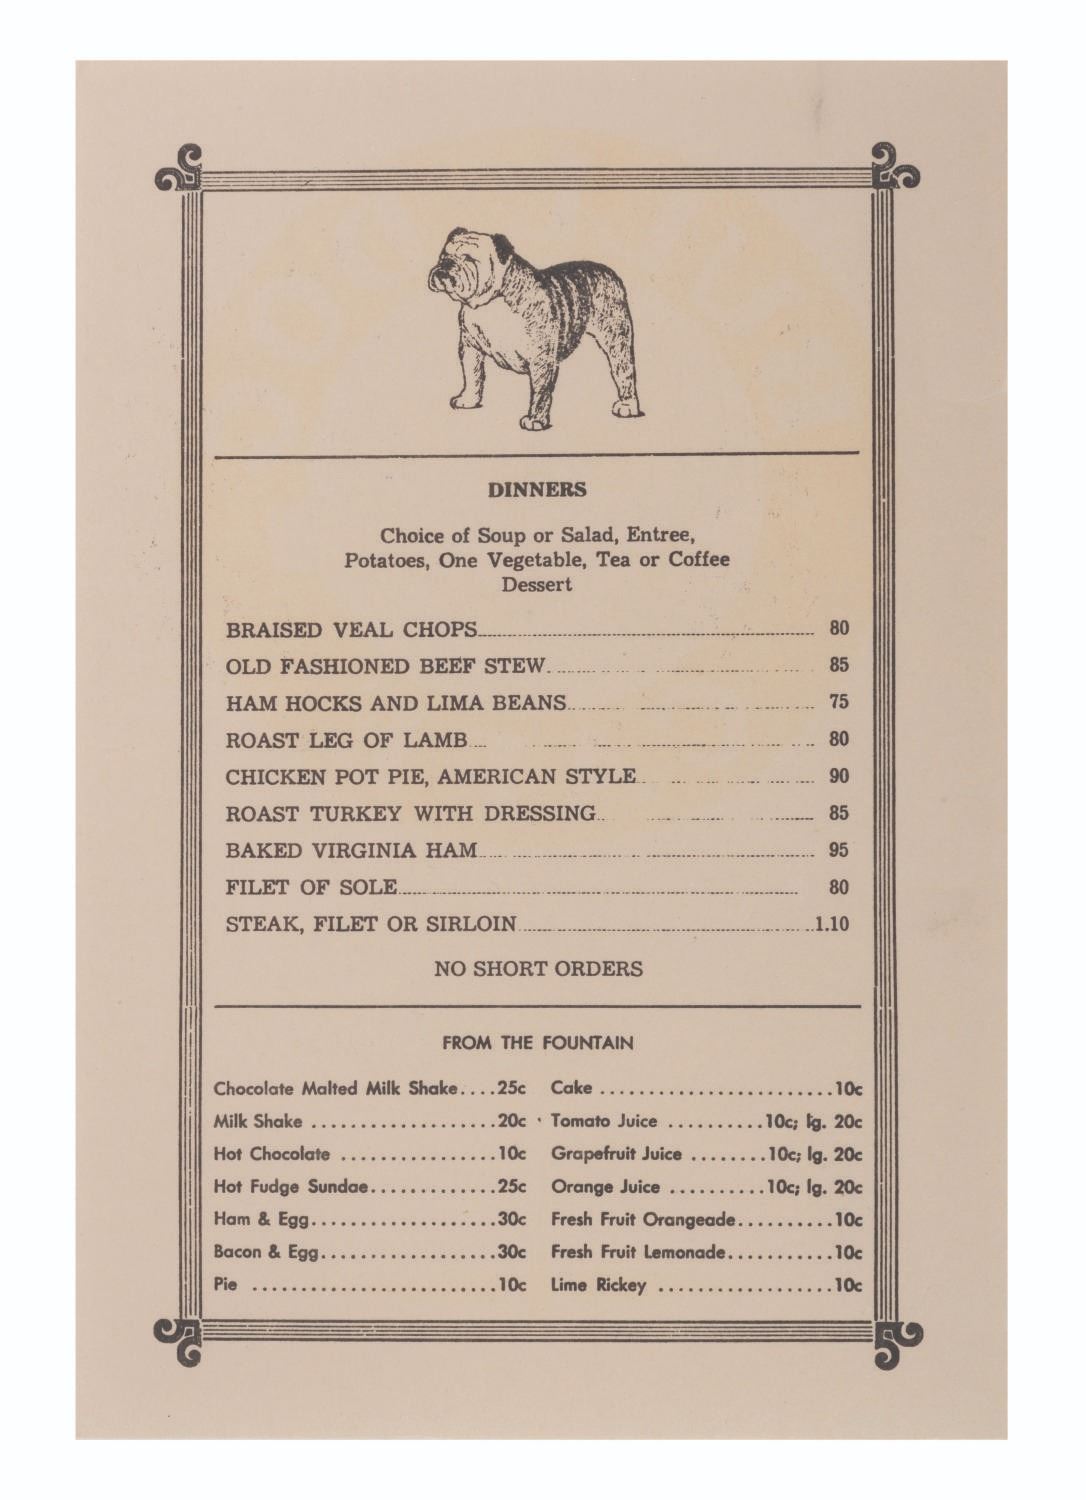 DINNERS
Choice of Soup or Salad, Entree,
Potatoes, One Vegetable, Tea or Coffee
Dessert
BRAISED VEAL CHOPS 80
OLD FASHIONED BEEF STEW 85
HAM HOCKS AND LIMA BEANS 75
ROAST LEG OF LAMB 80
CHICKEN POT PIE, AMERICAN STYLE 90
ROAST TURKEY WITH DRESSING 85
BAKED VIRGINIA HAM 95
FILET OF SOLE 80
STEAK, FILET OR SIRLOIN 1.10
NO SHORT ORDERS
FROM THE FOUNTAIN
Chocolate Malted Milk Shake....25c
Milk Shake ...................20c
Hot Chocolate ................10c
Hot Fudge Sundae.............25c
Ham & Egg...................30c
Bacon & Egg..................30c
Pie .........................10c
Cake ........................10c
Tomato Juice ..........10c; lg. 20c
Grapefruit Juice ........10c; lg. 20c
Orange Juice ..........10c; lg. 20c
Fresh Fruit Orangeade..........10c
Fresh Fruit Lemonade...........10c
Lime Rickey ..................10c